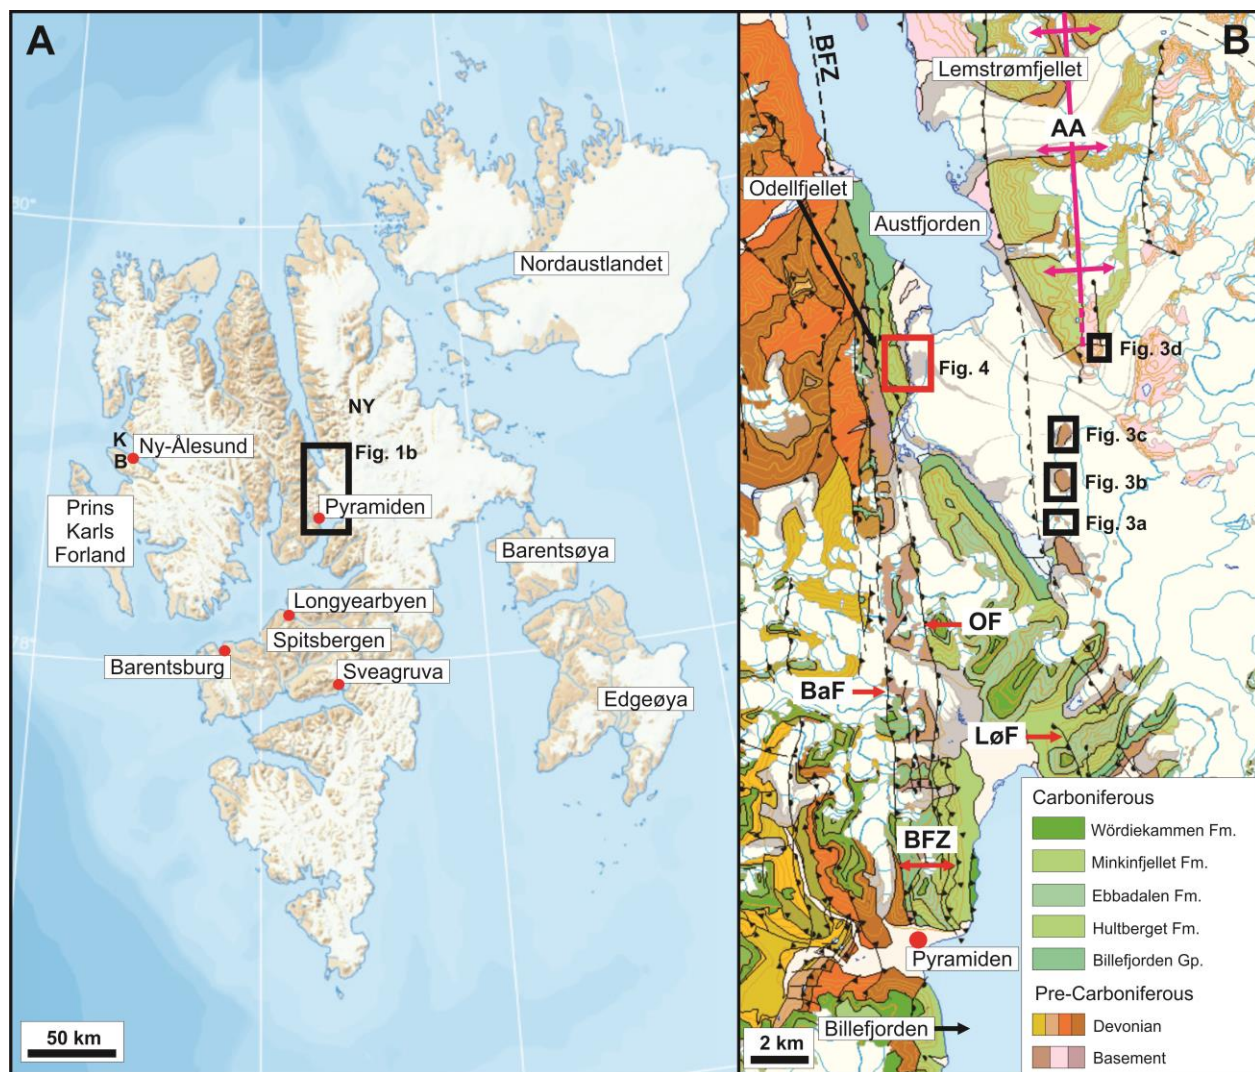 A
80°
Nordaustlandet
NY
K
B
Ny-Ålesund
Fig. 1b
Prins
Karls
Forland
Pyramiden
Barentsøya
Longyearbyen
78°
Spitsbergen
Barentsburg
Sveagruva
Edgeøya
50 km
B
BFZ
Lemstrømfjellet
AA
Odellfjellet
Austfjorden
Fig. 3d
Fig. 4
Fig. 3c
Fig. 3b
Fig. 3a
OF
BaF
LøF
BFZ
Pyramiden
Billefjorden
2 km
Carboniferous
Wördiekammen Fm.
Minkinfjellet Fm.
Ebbadalen Fm.
Hultberget Fm.
Billefjorden Gp.
Pre-Carboniferous
Devonian
Basement